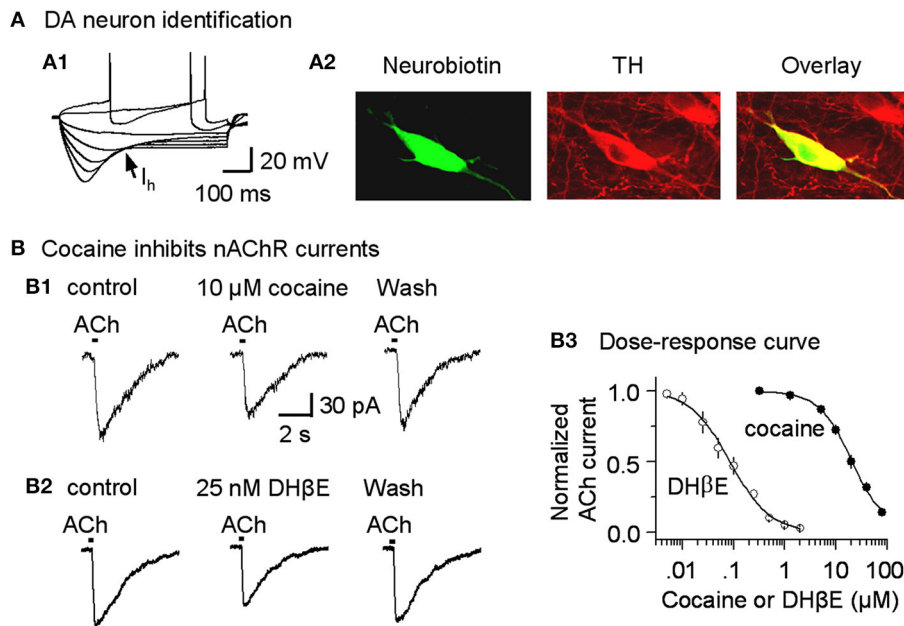 A DA neuron identification
A1
A2
Neurobiotin TH Overlay
Ih
20 mV
100 ms
B Cocaine inhibits nAChR currents
B1 control 10 µM cocaine Wash
ACh ACh ACh
30 pA
2 s
B2 control 25 nM DHβE Wash
ACh ACh ACh
B3 Dose-response curve
Normalized
ACh current
1.0
0.5
0.0
cocaine
DHβE
.01 .1 1 10 100
Cocaine or DHβE (µM)